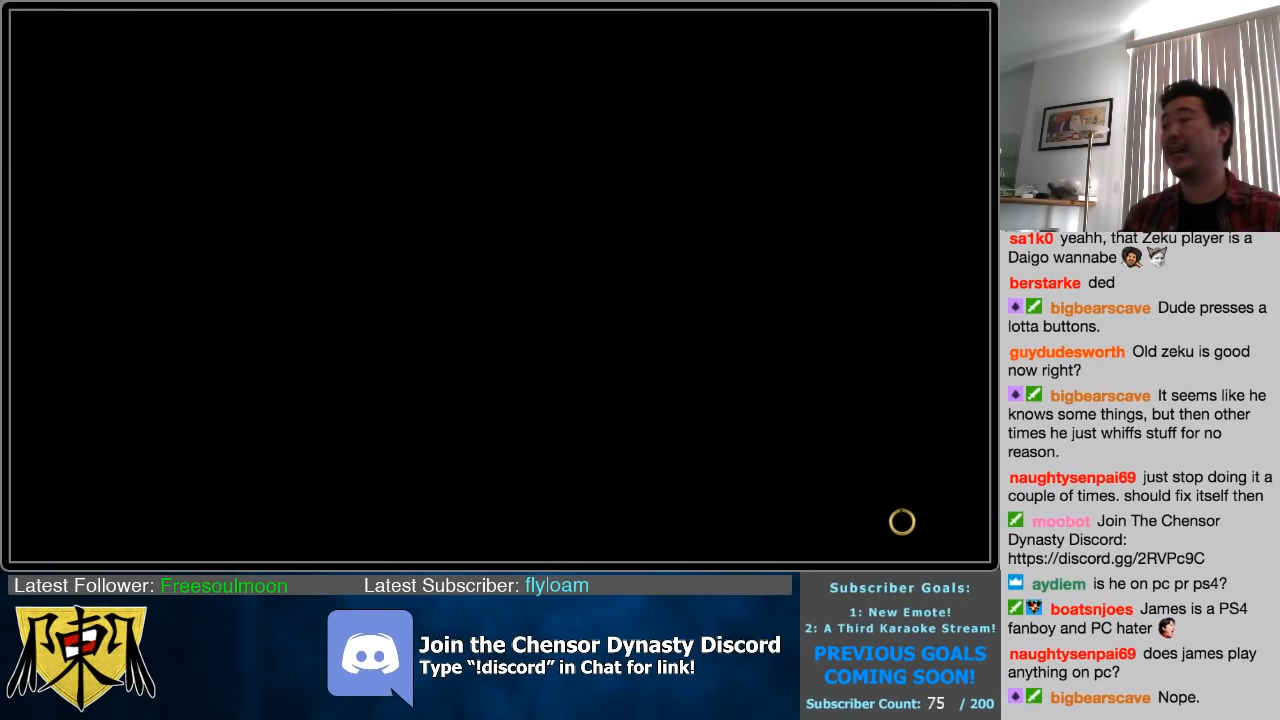 sa1k0 yeahh, that Zeku player is a
Daigo wannabe
berstarke ded
bigbearscave Dude presses a
lotta buttons.
guydudesworth Old zeku is good
now right?
bigbearscave It seems like he
knows some things, but then other
times he just whiffs stuff for no
reason.
naughtysenpai69 just stop doing it a
couple of times. should fix itself then
moobot Join The Chensor
Dynasty Discord:
https://discord.gg/2RVPc9C
aydiem is he on pc pr ps4?
boatsnjoes James is a PS4
fanboy and PC hater
naughtysenpai69 does james play
anything on pc?
bigbearscave Nope.
Latest Follower: Freesoulmoon
Latest Subscriber: flyloam
Join the Chensor Dynasty Discord
Type “!discord” in Chat for link!
Subscriber Goals:
1: New Emote!
2: A Third Karaoke Stream!
PREVIOUS GOALS
COMING SOON!
Subscriber Count: 75 / 200